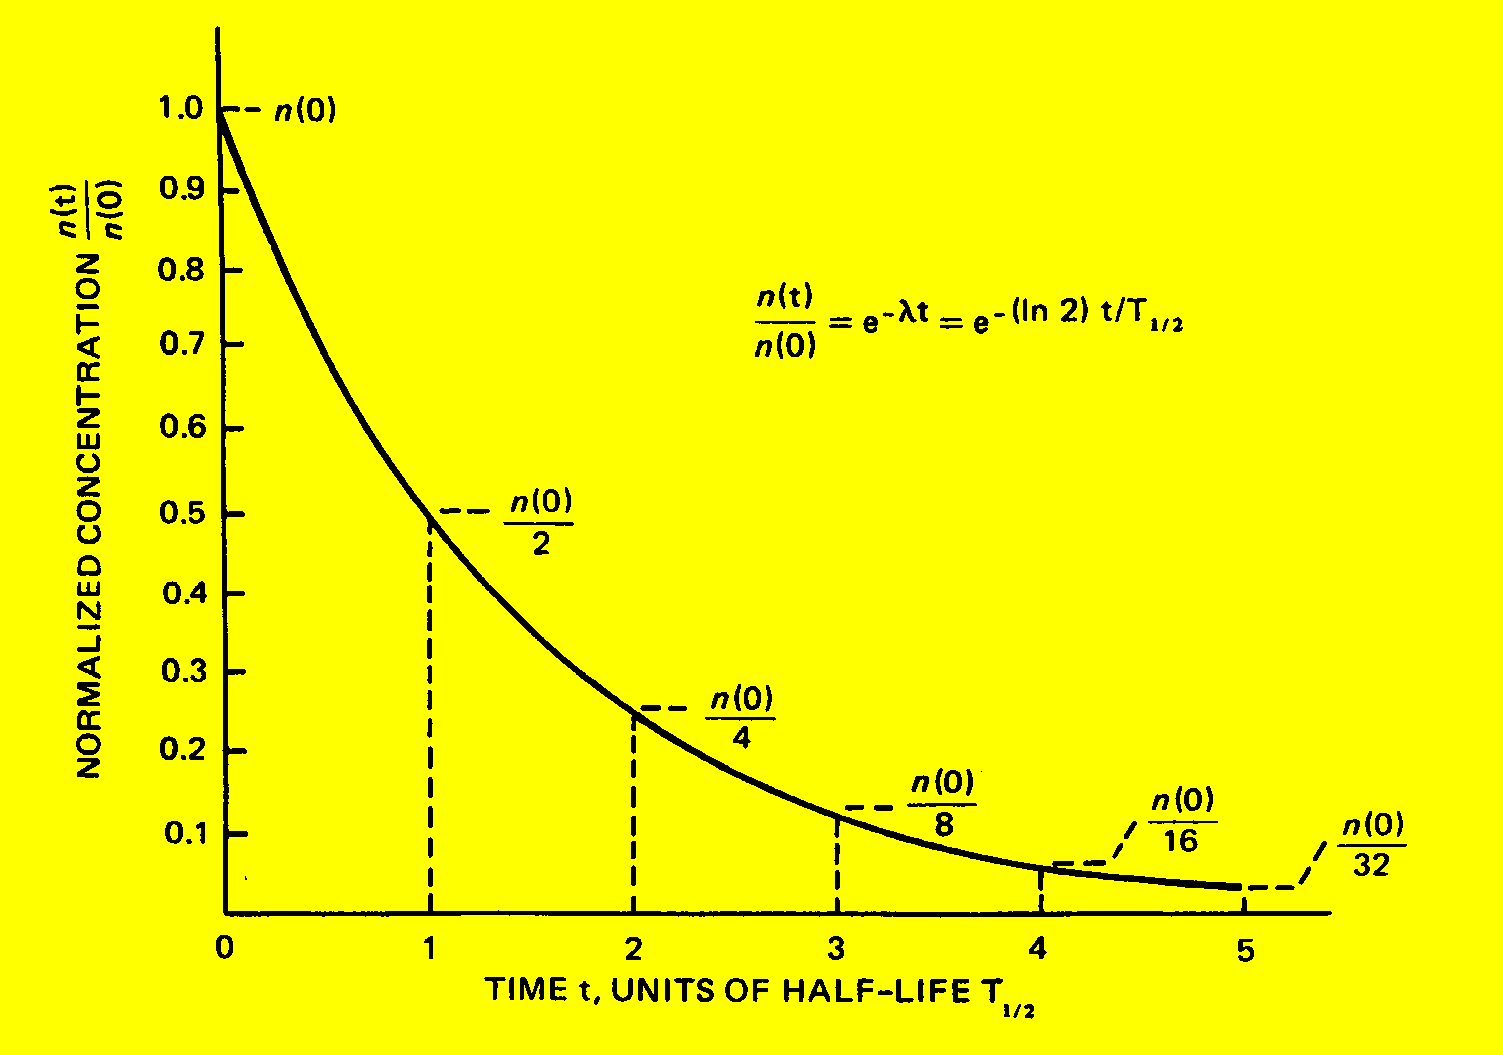 1.0
n(0)
0.9
0.8
0.7
0.6
0.5
0.4
0.3
0.2
0.1
NORMALIZED CONCENTRATION n(t)/n(0)
n(t)/n(0) = e^-λt = e^-(ln 2) t/T_1/2
n(0)/2
n(0)/4
n(0)/8
n(0)/16
n(0)/32
0 1 2 3 4 5
TIME t, UNITS OF HALF-LIFE T_1/2